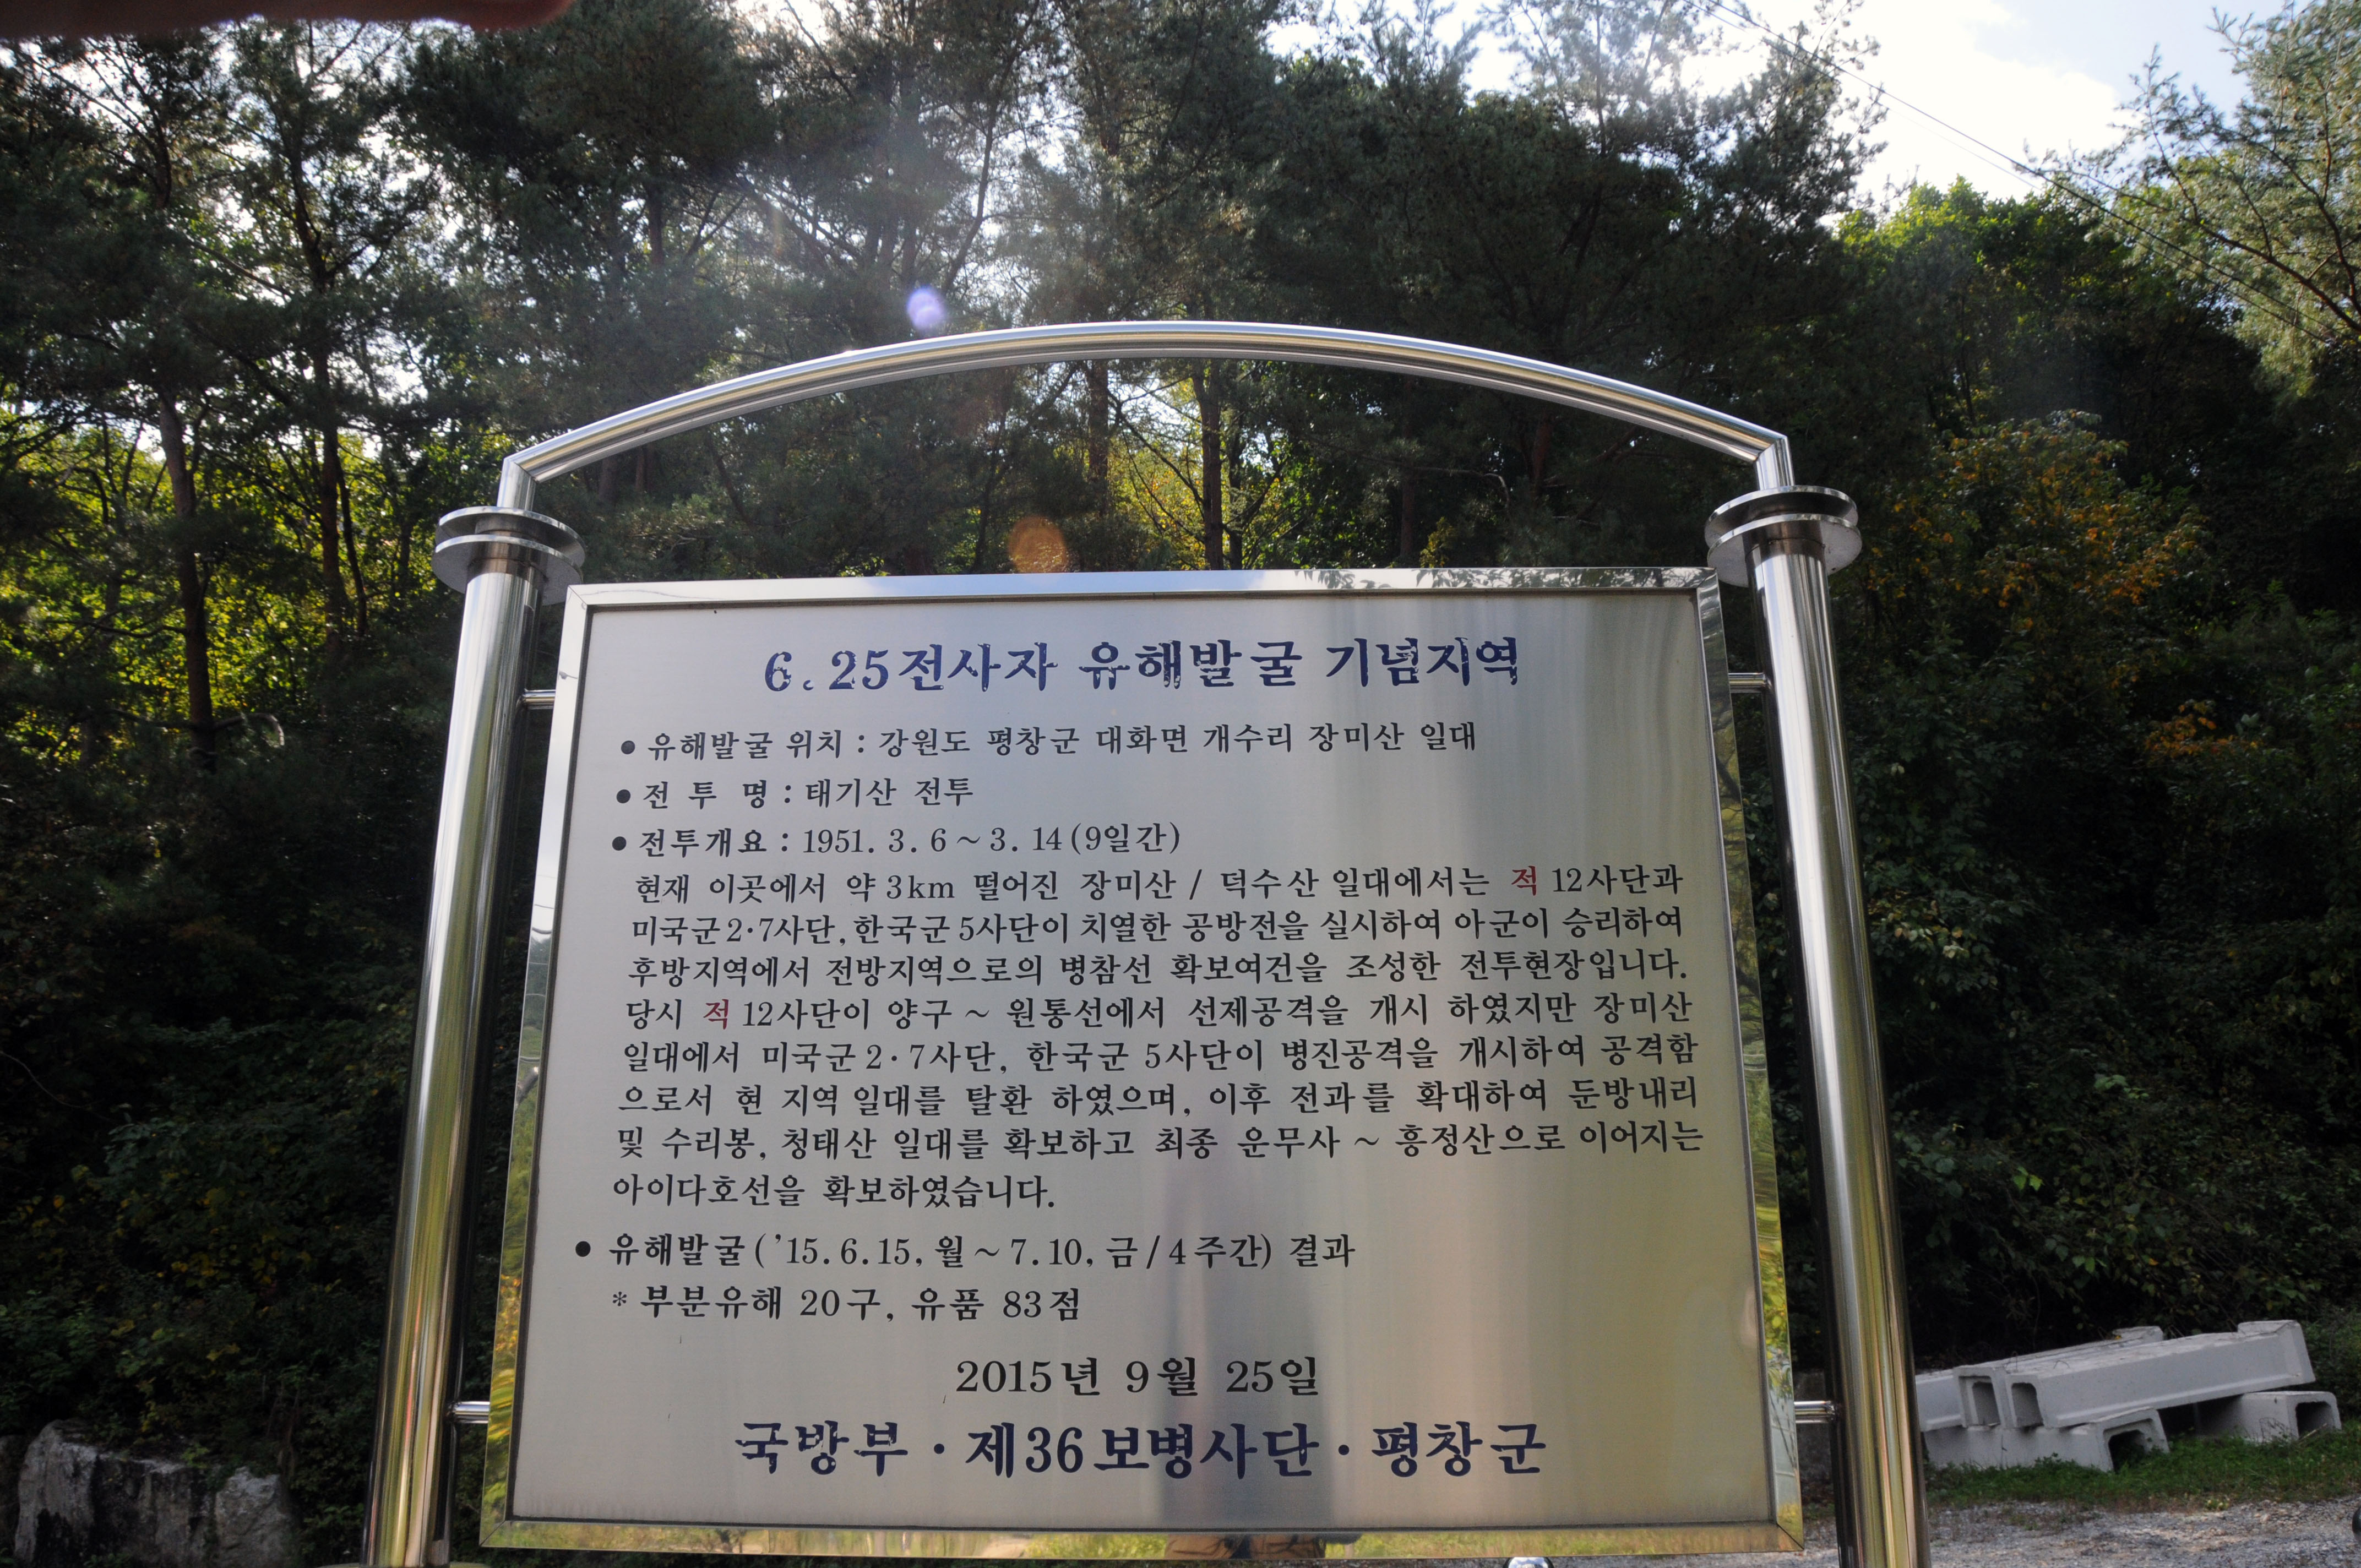 6.25전사자 유해발굴 기념지역
● 유해발굴 위치 : 강원도 평창군 대화면 개수리 장미산 일대
● 전 투 명 : 태기산 전투
● 전투개요 : 1951. 3. 6 ~ 3. 14 (9일간)
현재 이곳에서 약 3km 떨어진 장미산 / 덕수산 일대에서는 적 12사단과
미국군 2·7사단, 한국군 5사단이 치열한 공방전을 실시하여 아군이 승리하여
후방지역에서 전방지역으로의 병참선 확보여건을 조성한 전투현장입니다.
당시 적 12사단이 양구 ~ 원통선에서 선제공격을 개시 하였지만 장미산
일대에서 미국군 2·7사단, 한국군 5사단이 병진공격을 개시하여 공격함
으로서 현 지역 일대를 탈환 하였으며, 이후 전과를 확대하여 둔방내리
및 수리봉, 청태산 일대를 확보하고 최종 운무사 ~ 흥정산으로 이어지는
아이다호선을 확보하였습니다.
● 유해발굴 ('15. 6. 15, 월 ~ 7. 10, 금 / 4주간) 결과
* 부분유해 20구, 유품 83점
2015년 9월 25일
국방부 · 제36보병사단 · 평창군